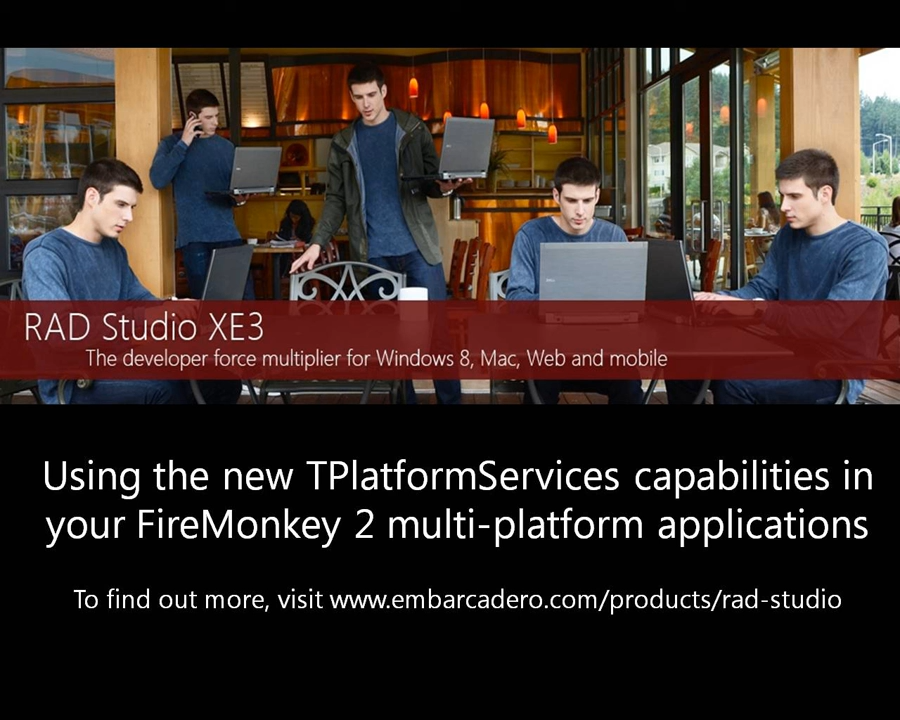 RAD Studio XE3
The developer force multiplier for Windows 8, Mac, Web and mobile
Using the new TPlatformServices capabilities in
your FireMonkey 2 multi-platform applications
To find out more, visit www.embarcadero.com/products/rad-studio